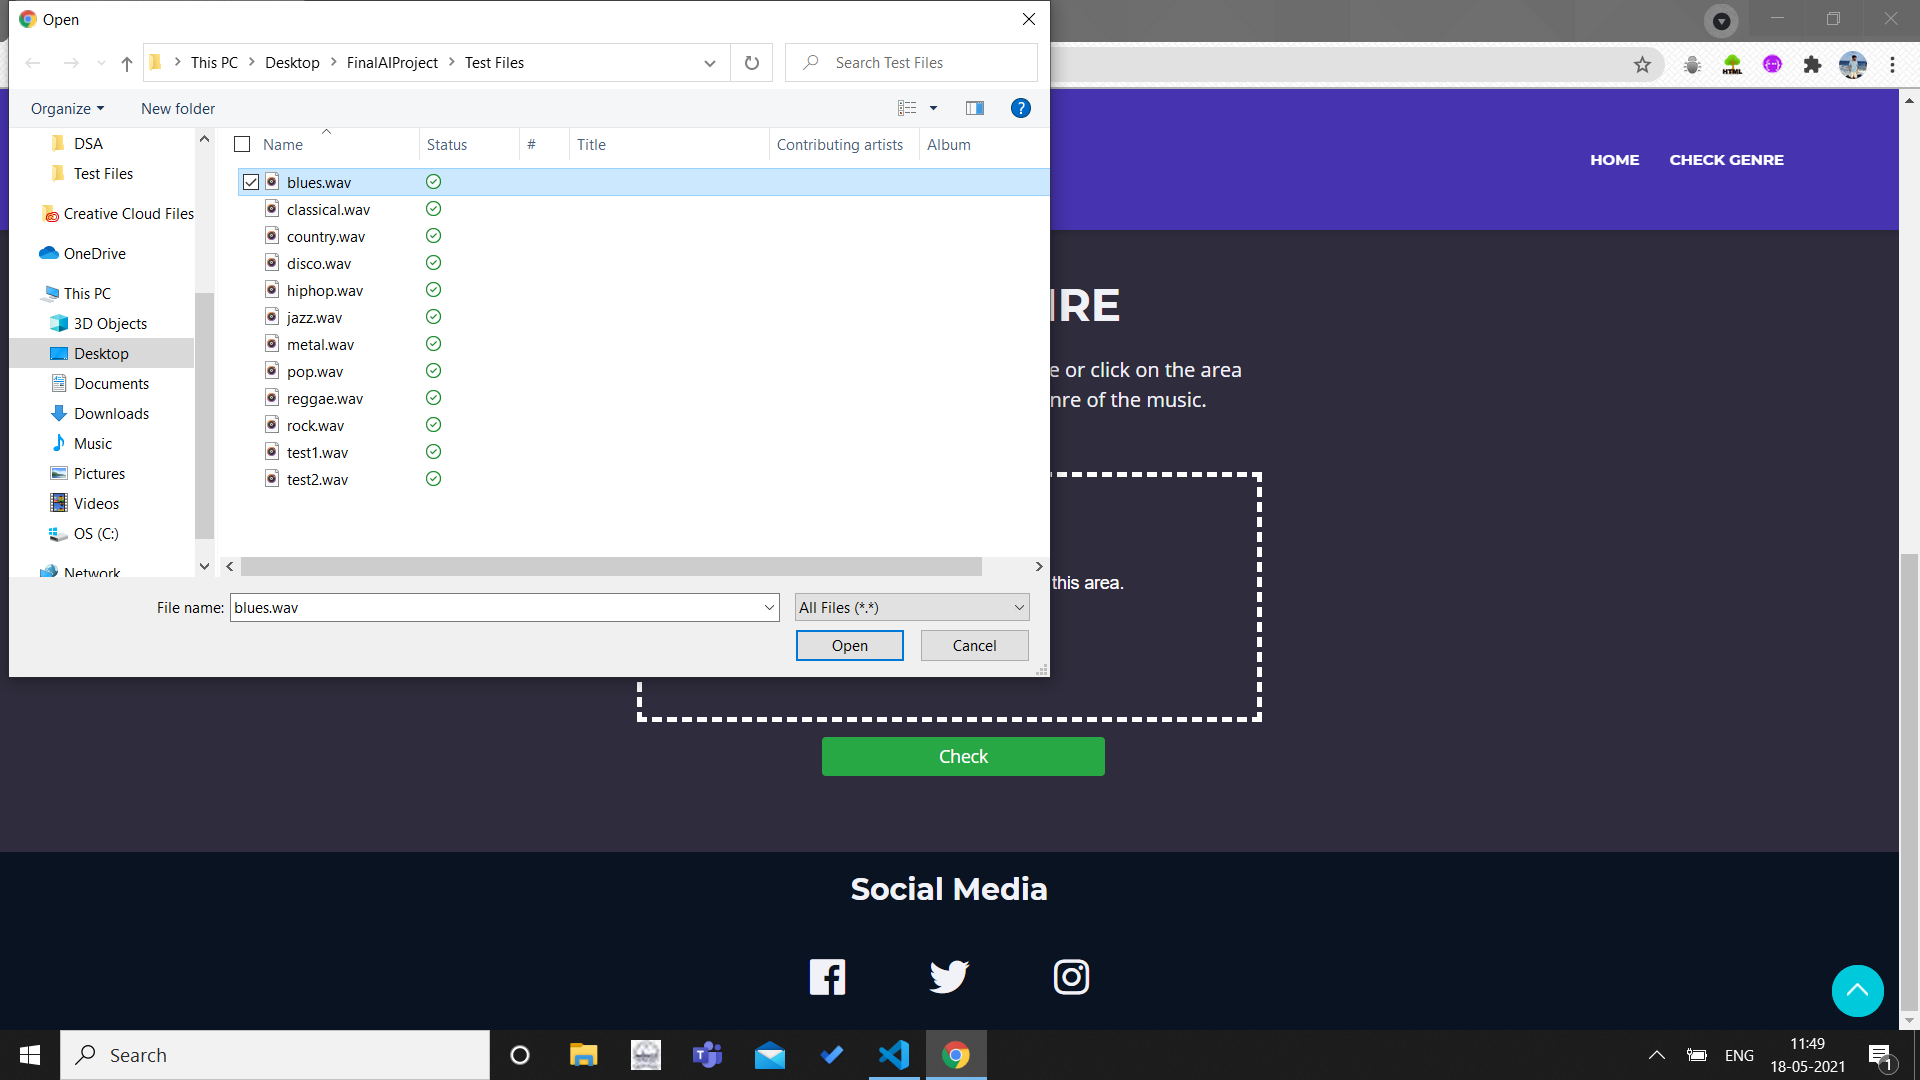 Open
This PC > Desktop > FinalAIProject > Test Files
Search Test Files
Organize
New folder
DSA
Test Files
Creative Cloud Files
OneDrive
This PC
3D Objects
Desktop
Documents
Downloads
Music
Pictures
Videos
OS (C:)
Network
Name Status # Title Contributing artists Album
blues.wav
classical.wav
country.wav
disco.wav
hiphop.wav
jazz.wav
metal.wav
pop.wav
reggae.wav
rock.wav
test1.wav
test2.wav
File name: blues.wav
All Files (*.*)
Open Cancel
HTML
HOME CHECK GENRE
RE
e or click on the area
nre of the music.
this area.
Check
Social Media
Search
ENG
11:49
18-05-2021
1